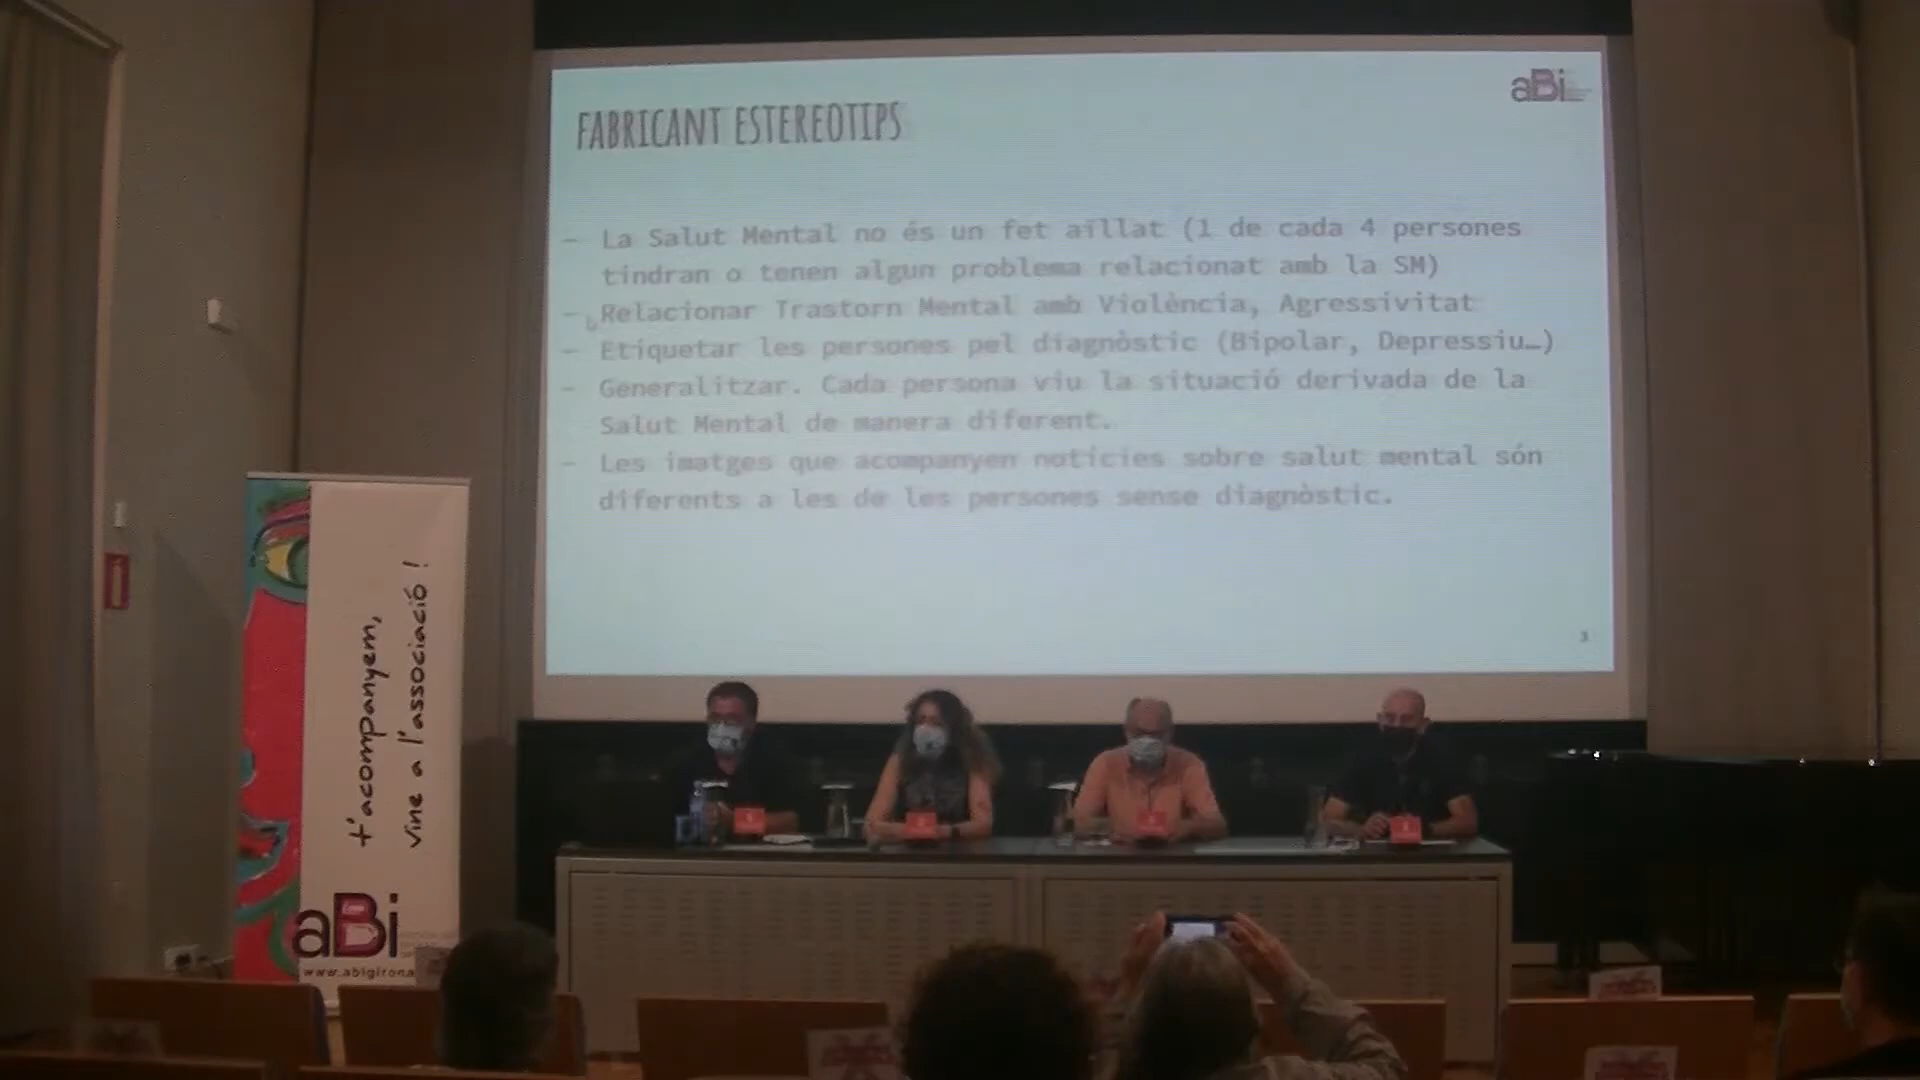 aBi
FABRICANT ESTEREOTIPS
- La Salut Mental no és un fet aïllat (1 de cada 4 persones
tindran o tenen algun problema relacionat amb la SM)
- Relacionar Trastorn Mental amb Violència, Agressivitat
- Etiquetar les persones pel diagnòstic (Bipolar, Depressiu…)
- Generalitzar. Cada persona viu la situació derivada de la
Salut Mental de manera diferent.
- Les imatges que acompanyen notícies sobre salut mental són
diferents a les de les persones sense diagnòstic.
3
t'acompanyem,
vine a l'associació!
aBi
www.abigirona